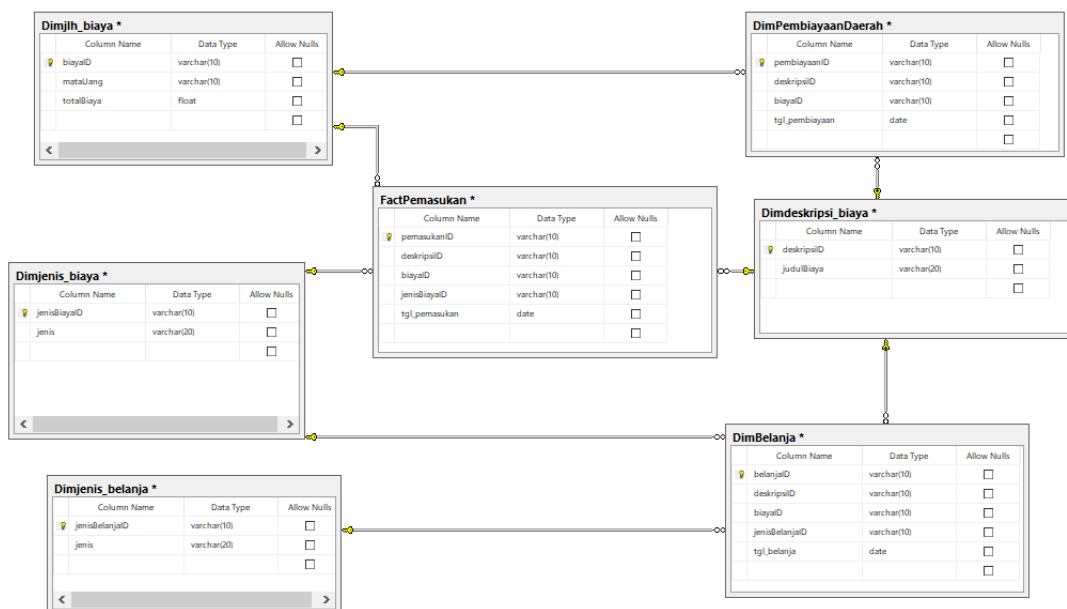 Dimjlh_biaya *
Column Name Data Type Allow Nulls
biayaID varchar(10)
mataUang varchar(10)
totalBiaya float
DimPembiayaanDaerah *
Column Name Data Type Allow Nulls
pembiayaanID varchar(10)
deskripsiID varchar(10)
biayaID varchar(10)
tgl_pembiayaan date
FactPemasukan *
Column Name Data Type Allow Nulls
pemasukanID varchar(10)
deskripsiID varchar(10)
biayaID varchar(10)
jenisBiayaID varchar(10)
tgl_pemasukan date
Dimdeskripsi_biaya *
Column Name Data Type Allow Nulls
deskripsiID varchar(10)
judulBiaya varchar(20)
Dimjenis_biaya *
Column Name Data Type Allow Nulls
jenisBiayaID varchar(10)
jenis varchar(20)
DimBelanja *
Column Name Data Type Allow Nulls
belanjaID varchar(10)
deskripsiID varchar(10)
biayaID varchar(10)
jenisBelanjaID varchar(10)
tgl_belanja date
Dimjenis_belanja *
Column Name Data Type Allow Nulls
jenisBelanjaID varchar(10)
jenis varchar(20)